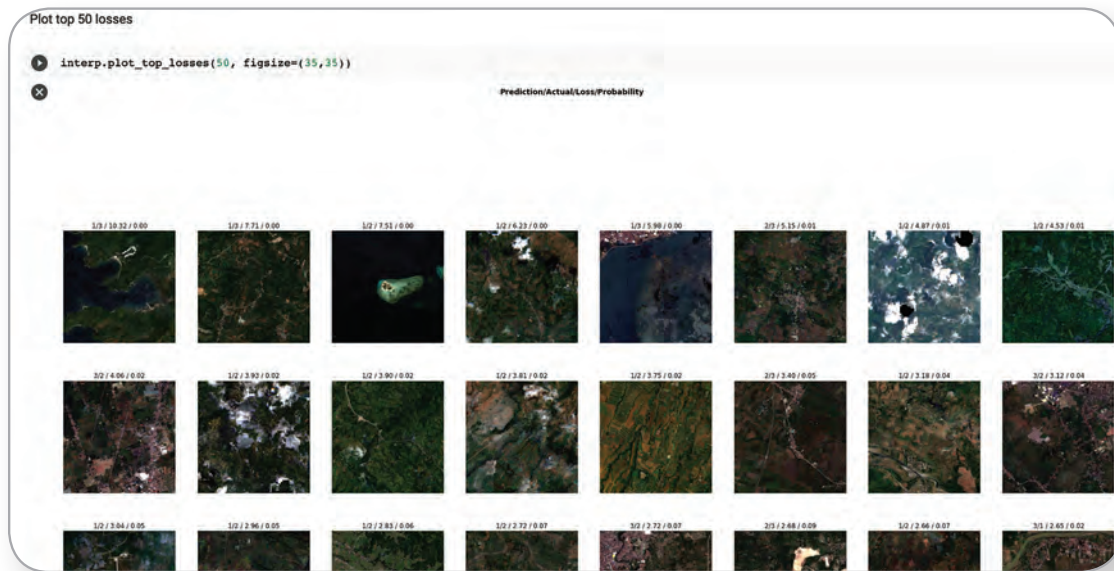 Plot top 50 losses
interp.plot_top_losses(50, figsize=(35,35))
Prediction/Actual/Loss/Probability
1/3 / 10.32 / 0.00
1/3 / 7.71 / 0.00
1/2 / 7.51 / 0.00
1/2 / 6.23 / 0.00
1/3 / 5.98 / 0.00
2/3 / 5.15 / 0.01
1/2 / 4.87 / 0.01
1/2 / 4.53 / 0.01
3/2 / 4.06 / 0.02
1/2 / 3.93 / 0.02
1/2 / 3.90 / 0.02
1/2 / 3.81 / 0.02
1/2 / 3.75 / 0.02
2/3 / 3.40 / 0.05
1/2 / 3.18 / 0.04
3/2 / 3.12 / 0.04
1/2 / 3.04 / 0.05
1/2 / 2.96 / 0.05
1/2 / 2.83 / 0.06
1/2 / 2.72 / 0.07
3/2 / 2.72 / 0.07
2/3 / 2.68 / 0.09
1/2 / 2.66 / 0.07
3/1 / 2.65 / 0.02